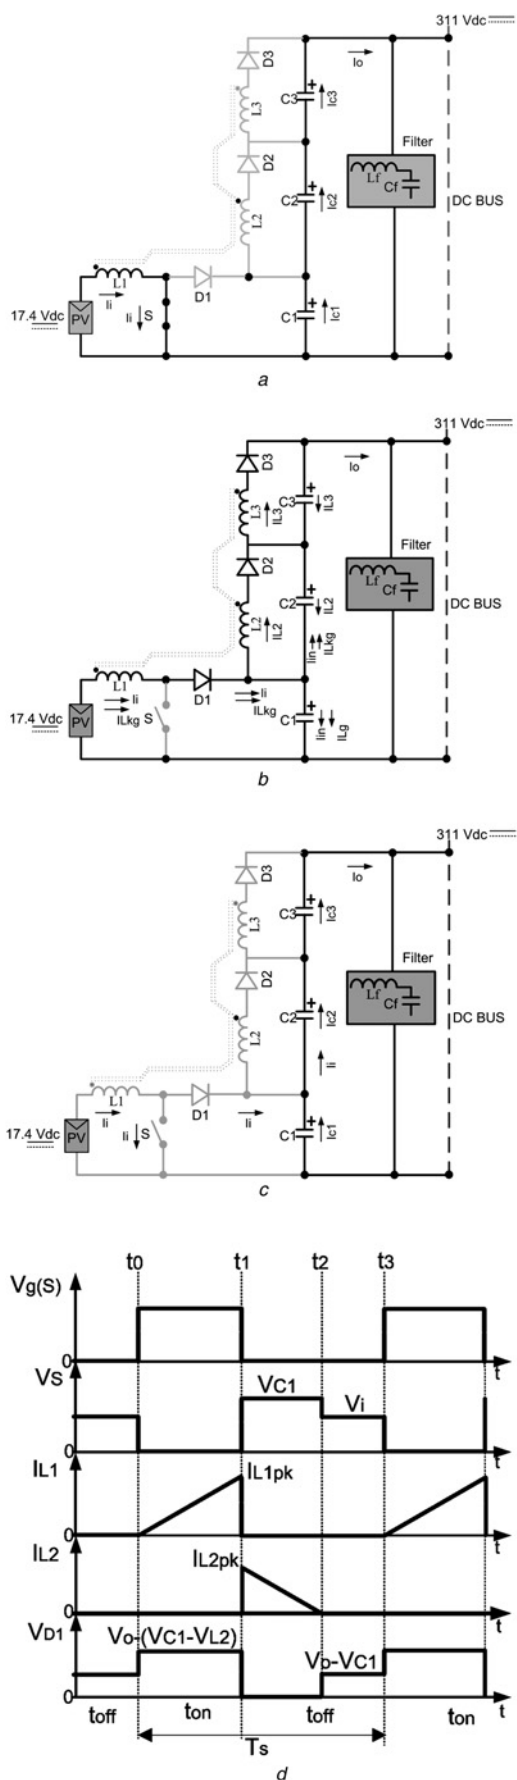 311 Vdc
D3
Io
C3
Ic3
L3
Filter
D2
Lf
Cf
C2
Ic2
DC BUS
L2
L1
D1
17.4 Vdc
PV
Ii
Ii
S
C1
Ic1
a
311 Vdc
D3
Io
L3
IL3
C3
IL3
Filter
D2
Lf
Cf
C2
IL2
DC BUS
L2
IL2
Iin
ILkg
L1
D1
Ii
ILkg
17.4 Vdc
PV
Ii
ILkg
S
C1
Iin
ILg
b
311 Vdc
D3
Io
C3
Ic3
L3
Filter
D2
Lf
Cf
C2
Ic2
DC BUS
L2
Ii
L1
D1
Ii
17.4 Vdc
PV
Ii
Ii
S
C1
Ic1
c
t0 t1 t2 t3
Vg(S)
0 t
VS VC1 Vi
0 t
IL1 IL1pk
0 t
IL2 IL2pk
0 t
VD1 Vo-(VC1-VL2) Vo-VC1
0
toff ton toff ton t
Ts
d